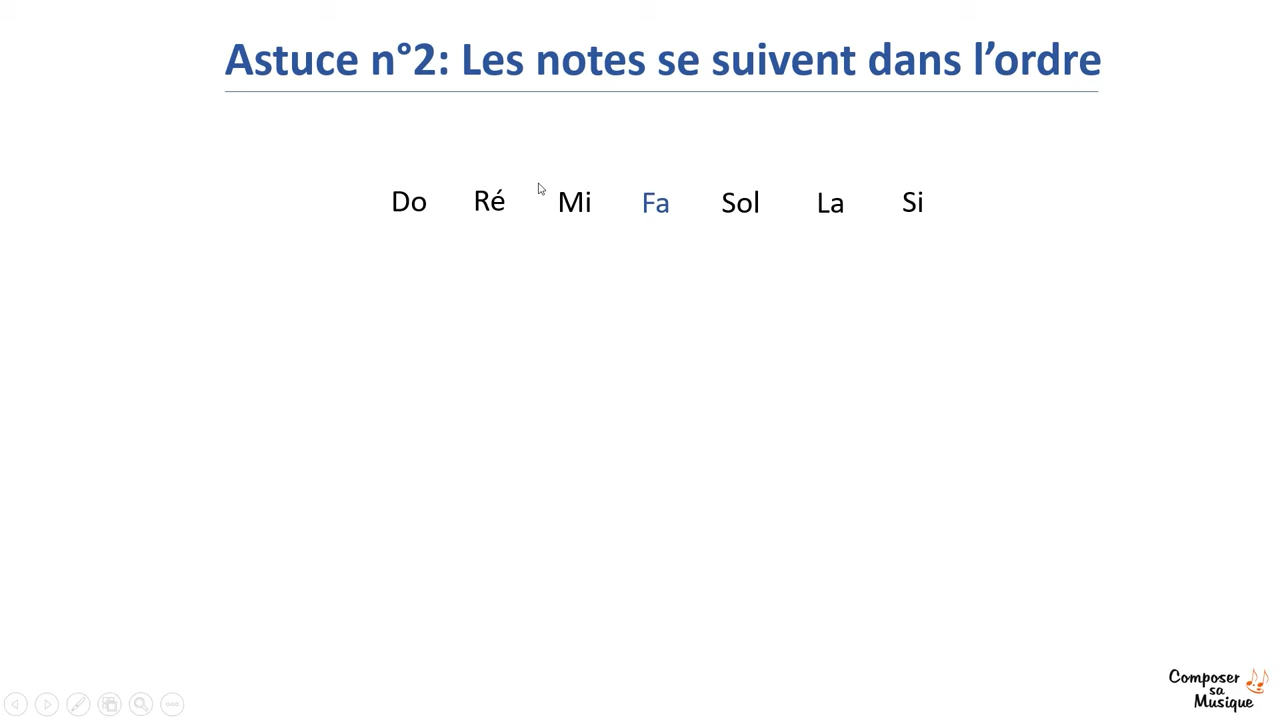 Astuce n°2: Les notes se suivent dans l’ordre
Do Ré Mi Fa Sol La Si
Composer
sa
Musique